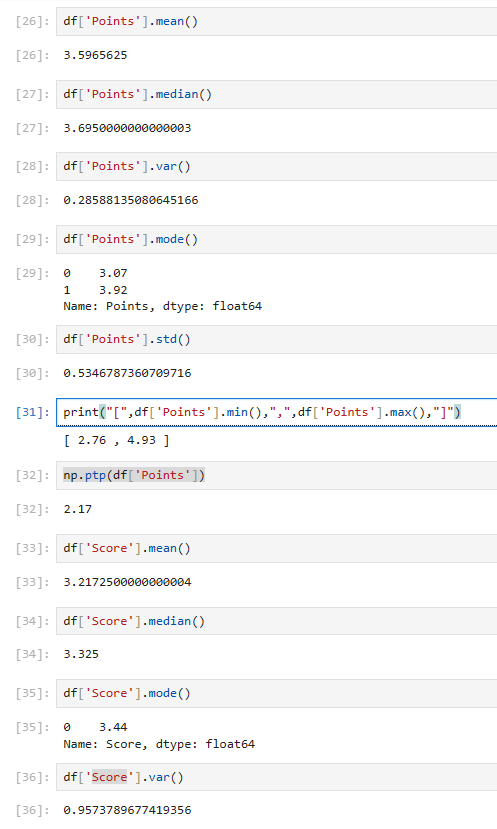 [26]: df['Points'].mean()
[26]: 3.5965625
[27]: df['Points'].median()
[27]: 3.6950000000000003
[28]: df['Points'].var()
[28]: 0.28588135080645166
[29]: df['Points'].mode()
[29]: 0    3.07
1    3.92
Name: Points, dtype: float64
[30]: df['Points'].std()
[30]: 0.5346787360709716
[31]: print("[",df['Points'].min(),",",df['Points'].max(),"]")
[ 2.76 , 4.93 ]
[32]: np.ptp(df['Points'])
[32]: 2.17
[33]: df['Score'].mean()
[33]: 3.2172500000000004
[34]: df['Score'].median()
[34]: 3.325
[35]: df['Score'].mode()
[35]: 0    3.44
Name: Score, dtype: float64
[36]: df['Score'].var()
[36]: 0.9573789677419356